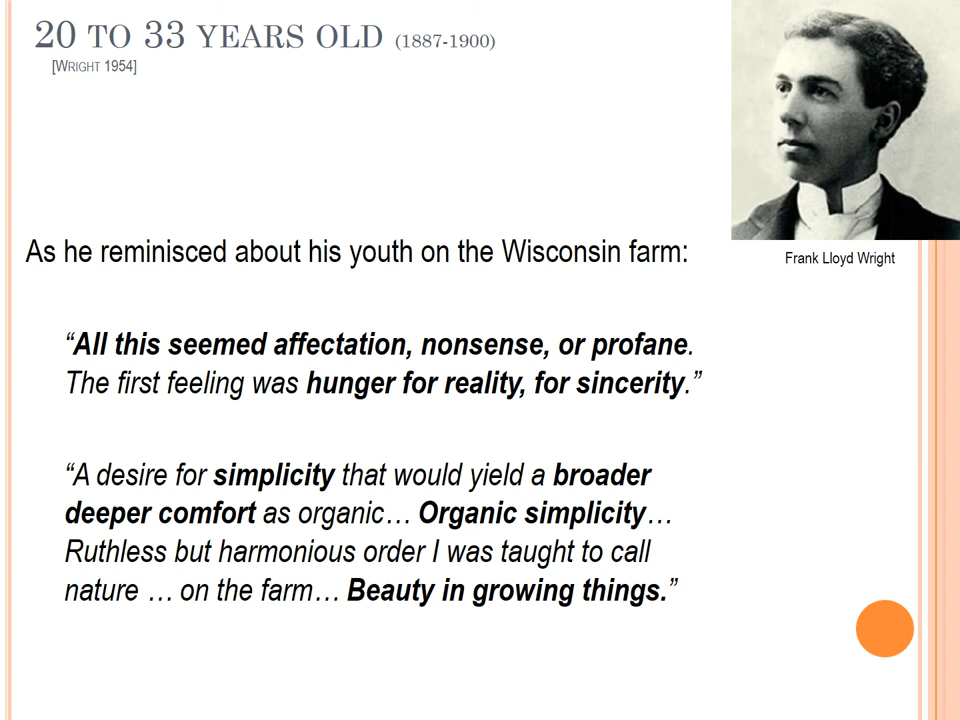 20 TO 33 YEARS OLD (1887-1900)
[WRIGHT 1954]
Frank Lloyd Wright
As he reminisced about his youth on the Wisconsin farm:
“All this seemed affectation, nonsense, or profane.
The first feeling was hunger for reality, for sincerity.”
“A desire for simplicity that would yield a broader
deeper comfort as organic… Organic simplicity…
Ruthless but harmonious order I was taught to call
nature … on the farm… Beauty in growing things.”